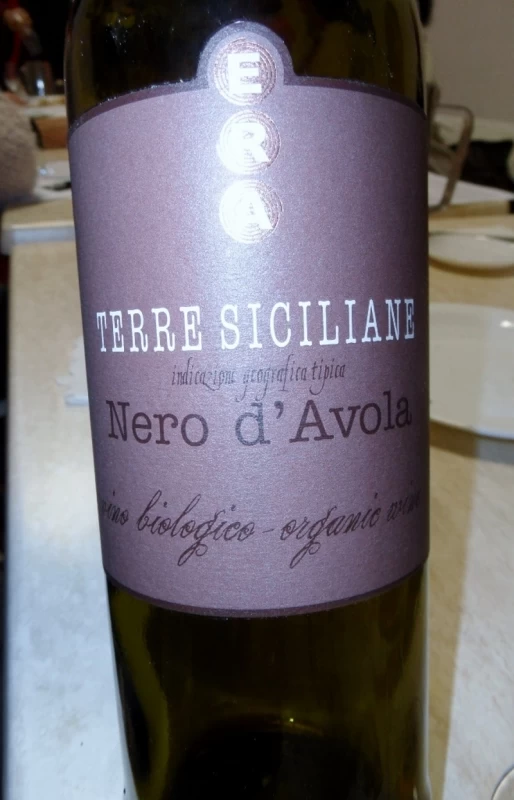 E
R
A
TERRE SICILIANE
indicazione geografica tipica
Nero d'Avola
vino biologico - organic wine